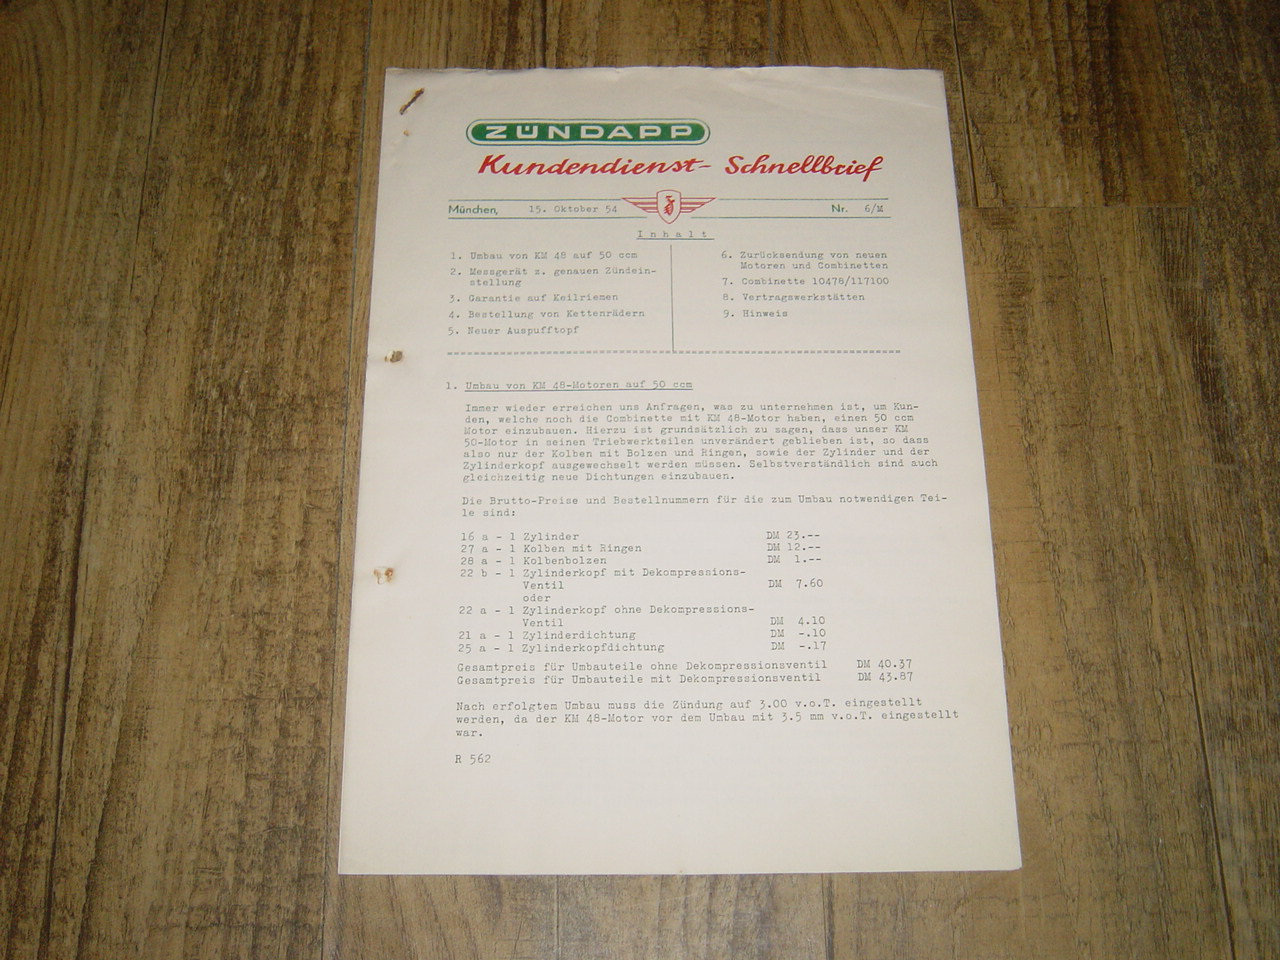 ZÜNDAPP
Kundendienst- Schnellbrief
München, 15. Oktober 54 Nr. 6/M
Inhalt
1. Umbau von KM 48 auf 50 ccm
2. Messgerät z. genauen Zündein-
stellung
3. Garantie auf Keilriemen
4. Bestellung von Kettenrädern
5. Neuer Auspufftopf
6. Zurücksendung von neuen
Motoren und Combinetten
7. Combinette 10478/117100
8. Vertragswerkstätten
9. Hinweis
1. Umbau von KM 48-Motoren auf 50 ccm
Immer wieder erreichen uns Anfragen, was zu unternehmen ist, um Kun-
den, welche noch die Combinette mit KM 48-Motor haben, einen 50 ccm
Motor einzubauen. Hierzu ist grundsätzlich zu sagen, dass unser KM
50-Motor in seinen Triebwerkteilen unverändert geblieben ist, so dass
also nur der Kolben mit Bolzen und Ringen, sowie der Zylinder und der
Zylinderkopf ausgewechselt werden müssen. Selbstverständlich sind auch
gleichzeitig neue Dichtungen einzubauen.
Die Brutto-Preise und Bestellnummern für die zum Umbau notwendigen Tei-
le sind:
16 a - 1 Zylinder DM 23.--
27 a - 1 Kolben mit Ringen DM 12.--
28 a - 1 Kolbenbolzen DM 1.--
22 b - 1 Zylinderkopf mit Dekompressions-
Ventil DM 7.60
oder
22 a - 1 Zylinderkopf ohne Dekompressions-
Ventil DM 4.10
21 a - 1 Zylinderdichtung DM -.10
25 a - 1 Zylinderkopfdichtung DM -.17
Gesamtpreis für Umbauteile ohne Dekompressionsventil DM 40.37
Gesamtpreis für Umbauteile mit Dekompressionsventil DM 43.87
Nach erfolgtem Umbau muss die Zündung auf 3.00 v.o.T. eingestellt
werden, da der KM 48-Motor vor dem Umbau mit 3.5 mm v.o.T. eingestellt
war.
R 562